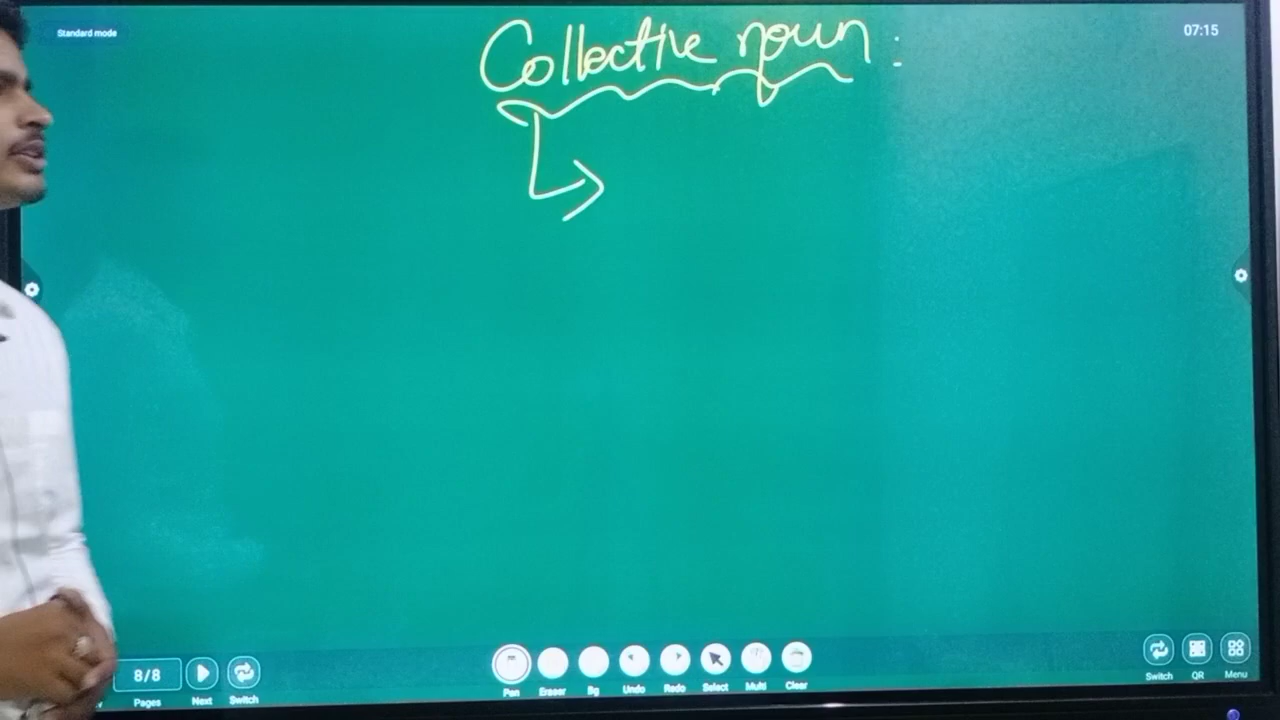 Standard mode
Collective noun :
07:15
8/8
Pages
Next
Switch
Pen
Eraser
Bg
Undo
Redo
Select
Multi
Clear
Switch
QR
Menu